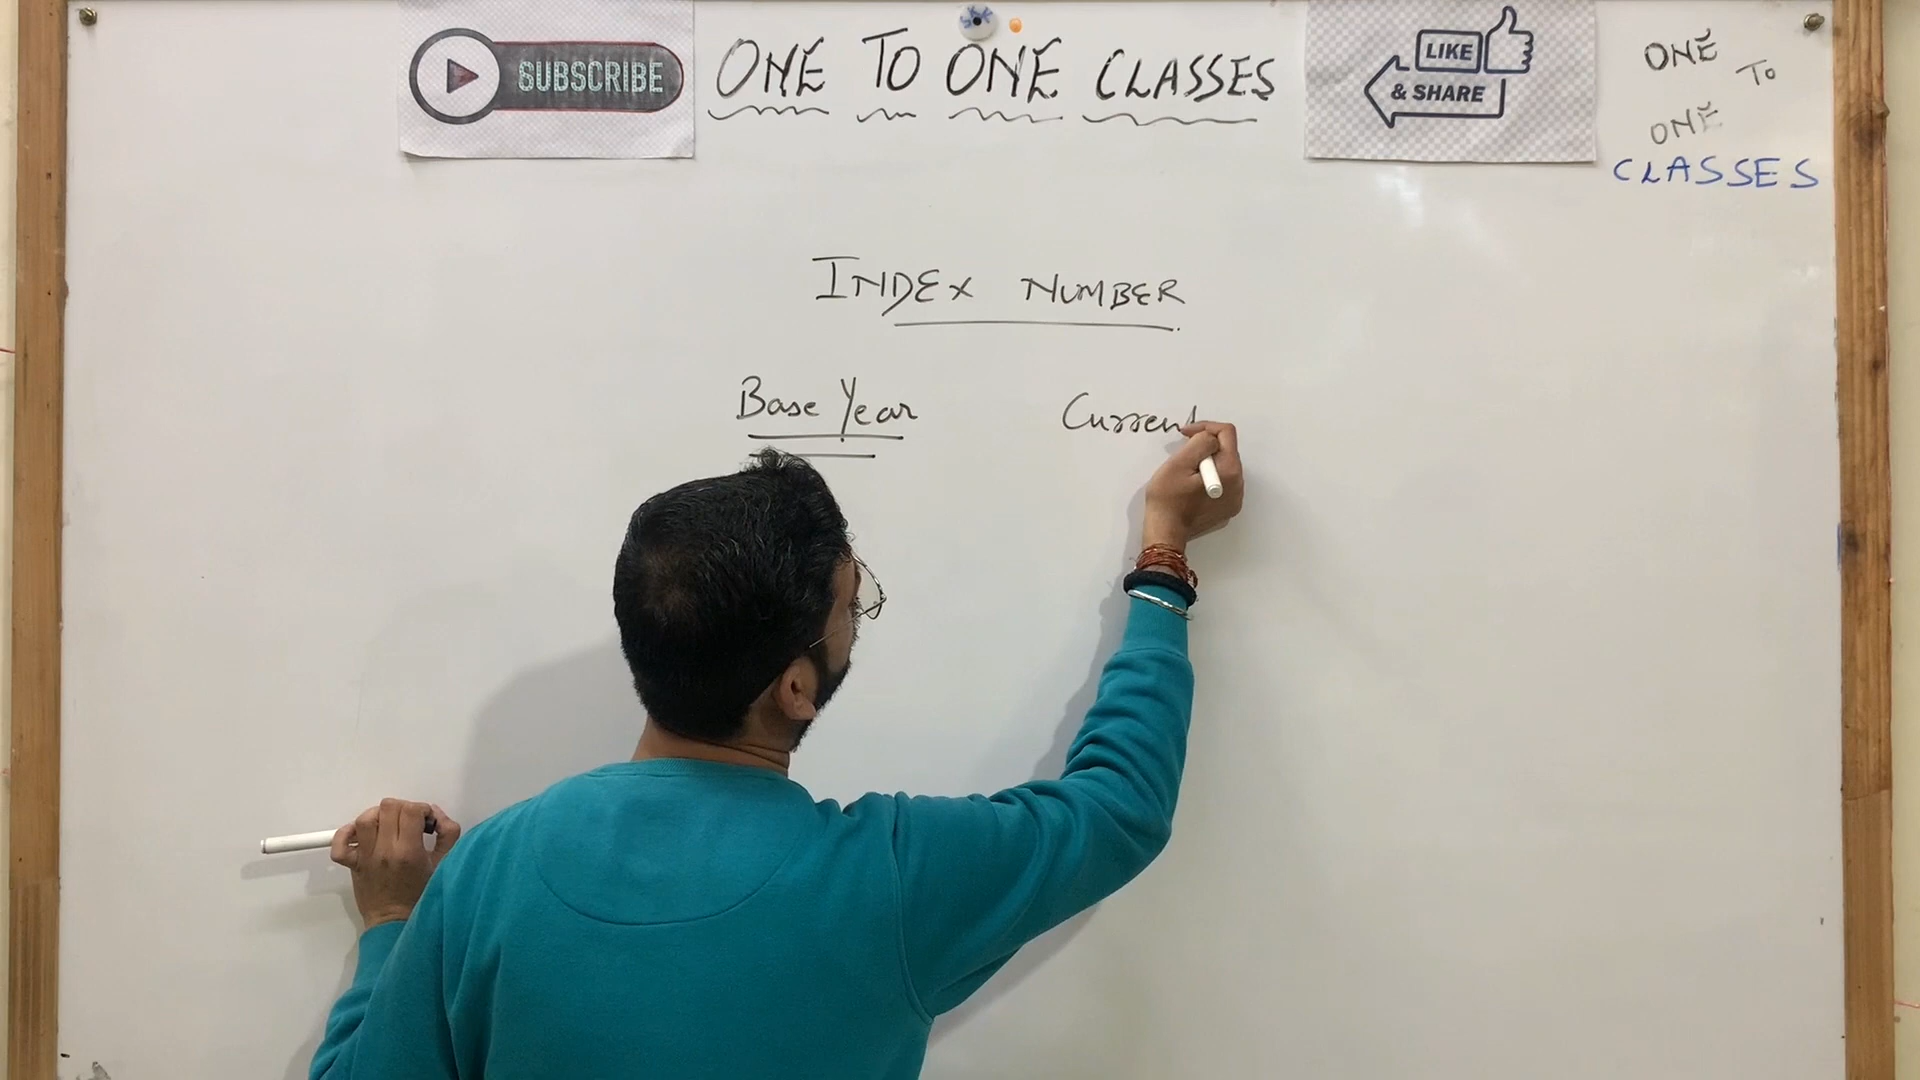 SUBSCRIBE
ONE TO ONE CLASSES
LIKE
& SHARE
ONE
TO
ONE
CLASSES
INDEX NUMBER
Base Year
Current